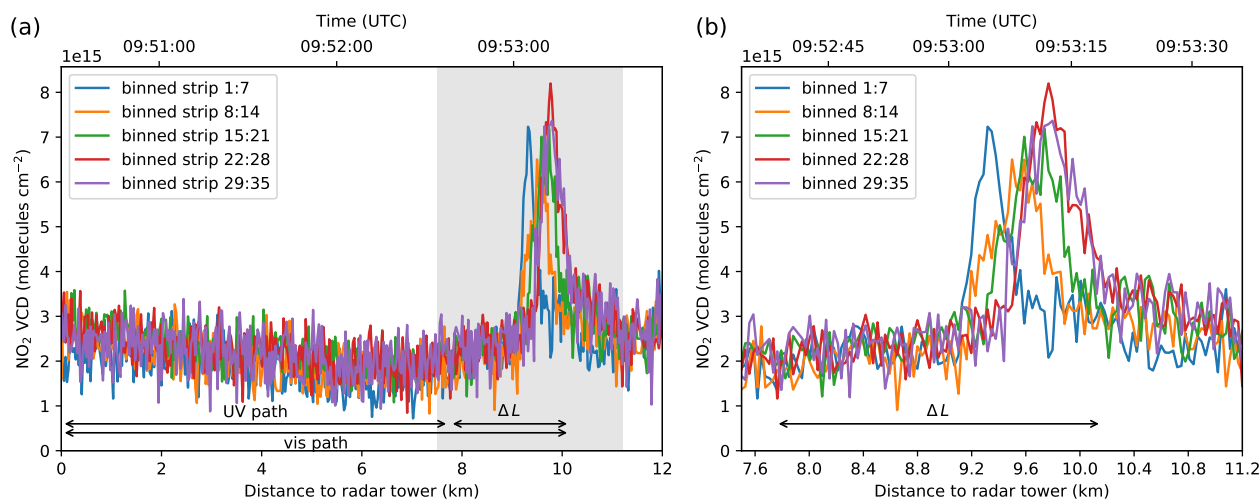 (a)
Time (UTC)
09:51:00 09:52:00 09:53:00
1e15
binned strip 1:7
binned strip 8:14
binned strip 15:21
binned strip 22:28
binned strip 29:35
NO₂ VCD (molecules cm⁻²)
8
7
6
5
4
3
2
1
0
UV path
ΔL
vis path
0 2 4 6 8 10 12
Distance to radar tower (km)
(b)
Time (UTC)
09:52:45 09:53:00 09:53:15 09:53:30
1e15
binned 1:7
binned 8:14
binned 15:21
binned 22:28
binned 29:35
NO₂ VCD (molecules cm⁻²)
8
7
6
5
4
3
2
1
0
ΔL
7.6 8.0 8.4 8.8 9.2 9.6 10.0 10.4 10.8 11.2
Distance to radar tower (km)